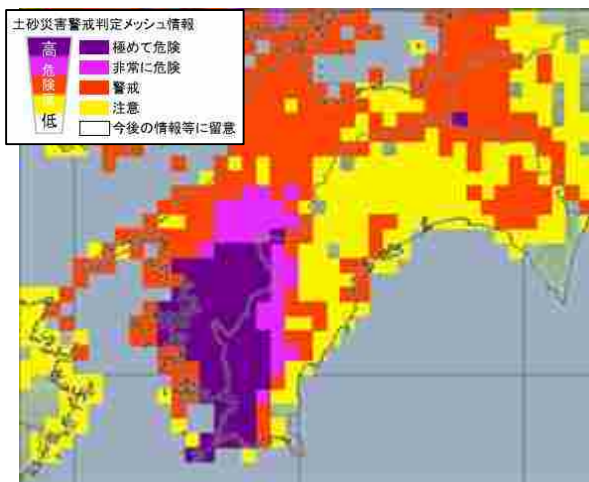 土砂災害警戒判定メッシュ情報
高
危
険
度
低
極めて危険
非常に危険
警戒
注意
今後の情報等に留意